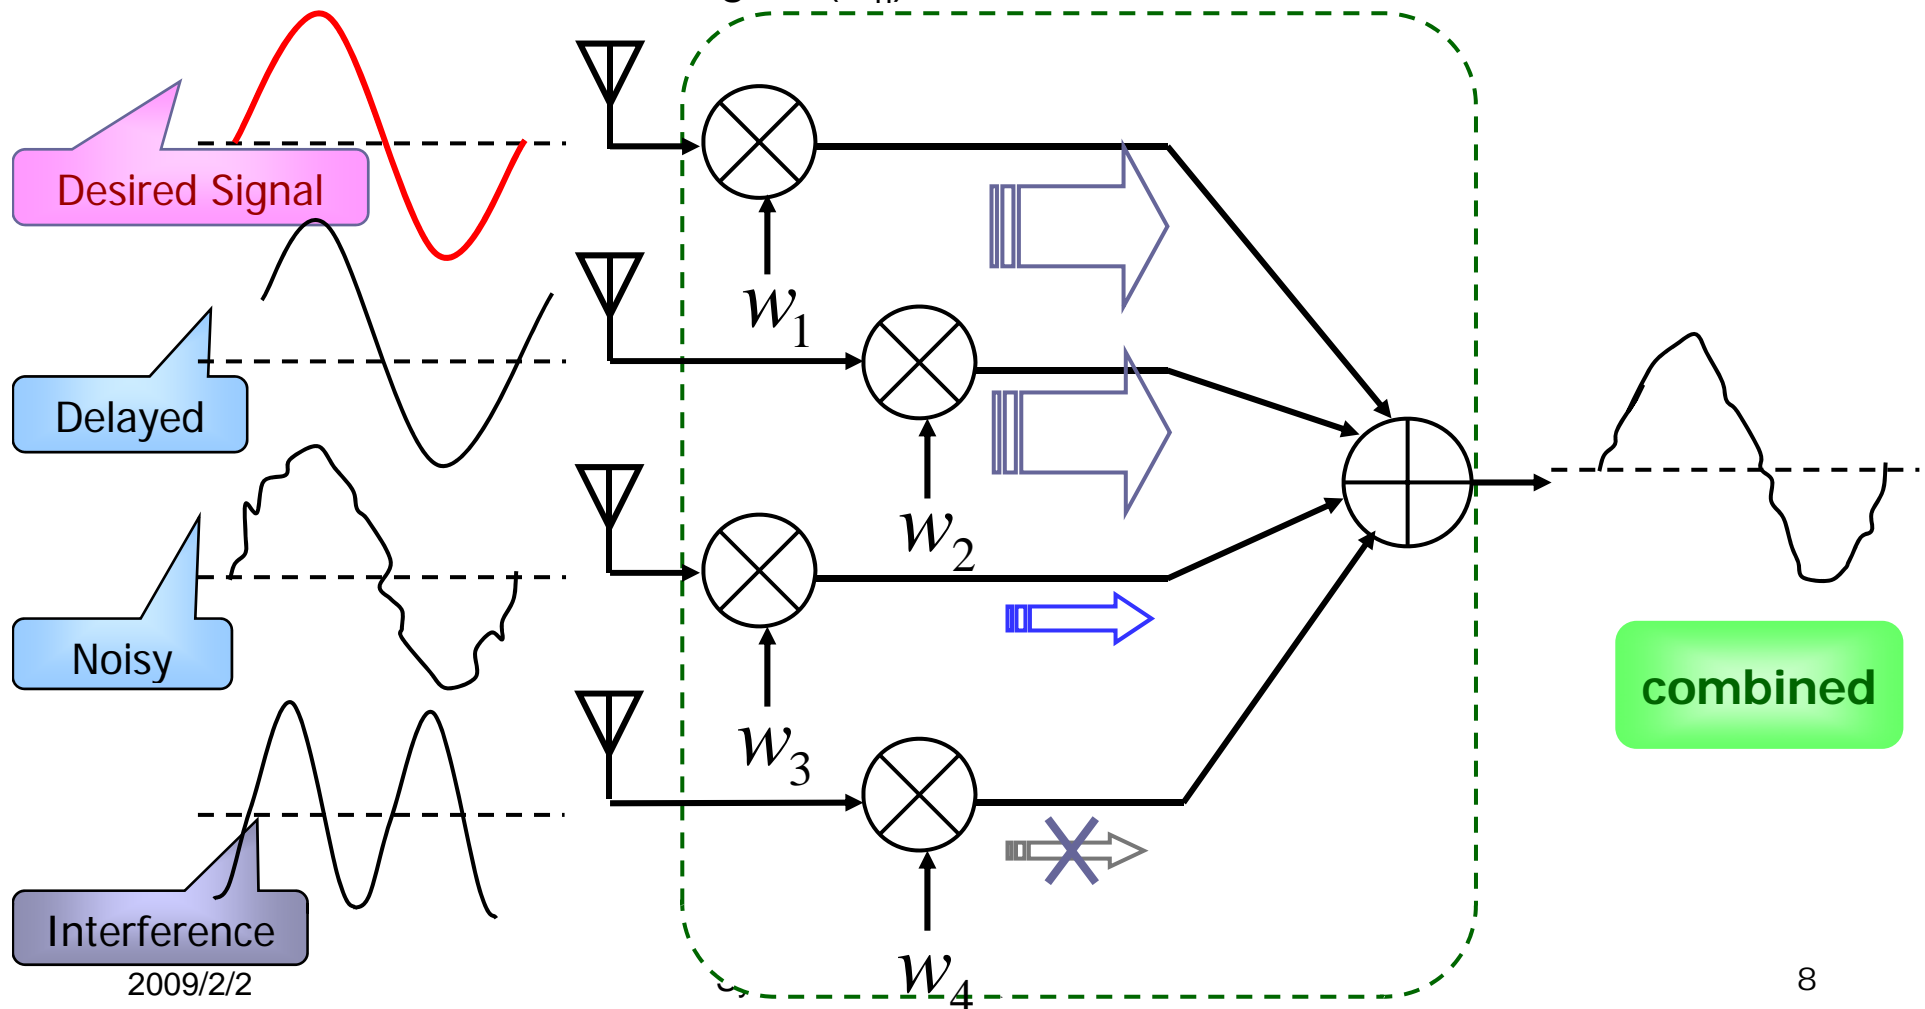 Desired Signal
w1
Delayed
w2
Noisy
w3
combined
Interference
w4
2009/2/2
8